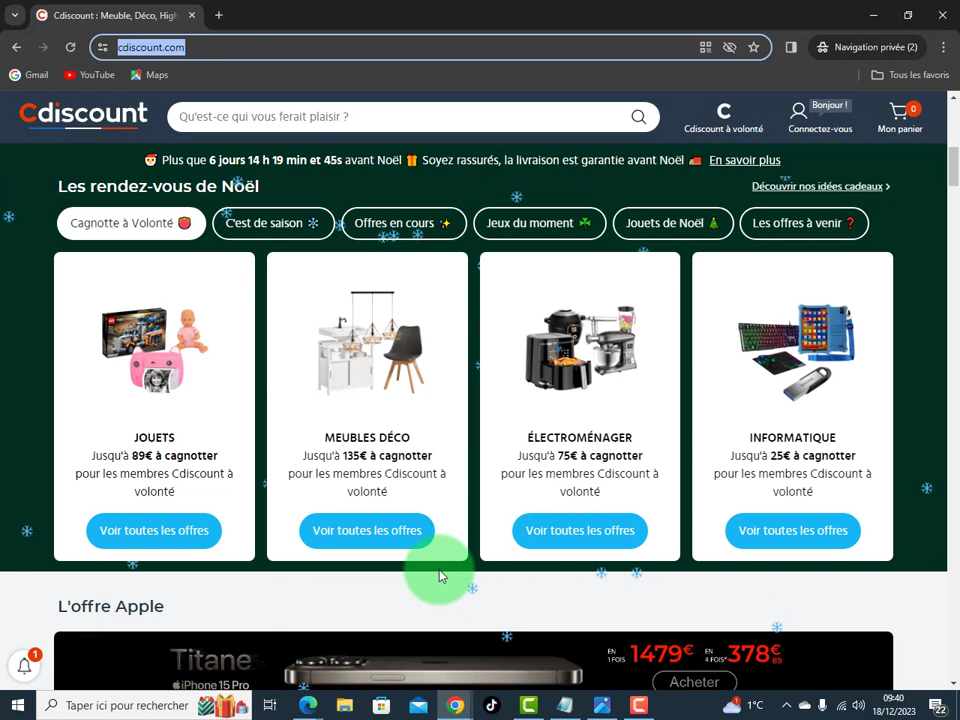 Cdiscount : Meuble, Déco, High
cdiscount.com
Navigation privée (2)
Gmail
YouTube
Maps
Tous les favoris
Cdiscount
Qu'est-ce qui vous ferait plaisir ?
C
Cdiscount à volonté
Bonjour !
Connectez-vous
0
Mon panier
Plus que 6 jours 14 h 19 min et 45s avant Noël 🎁 Soyez rassurés, la livraison est garantie avant Noël En savoir plus
Les rendez-vous de Noël
Découvrir nos idées cadeaux
Cagnotte à Volonté
C'est de saison
Offres en cours
Jeux du moment
Jouets de Noël
Les offres à venir ❓
JOUETS
Jusqu'à 89€ à cagnotter
pour les membres Cdiscount à
volonté
Voir toutes les offres
MEUBLES DÉCO
Jusqu'à 135€ à cagnotter
pour les membres Cdiscount à
volonté
Voir toutes les offres
ÉLECTROMÉNAGER
Jusqu'à 75€ à cagnotter
pour les membres Cdiscount à
volonté
Voir toutes les offres
INFORMATIQUE
Jusqu'à 25€ à cagnotter
pour les membres Cdiscount à
volonté
Voir toutes les offres
L'offre Apple
Titane
iPhone 15 Pro
EN 1 FOIS 1479€
EN 4 FOIS 378€89
Acheter
1
Taper ici pour rechercher
1°C
09:40
18/12/2023
22